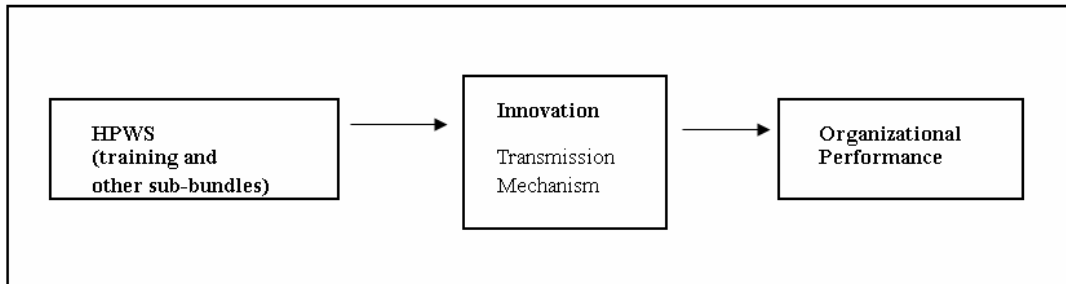 HPWS
(training and
other sub-bundles)
Innovation
Transmission
Mechanism
Organizational
Performance